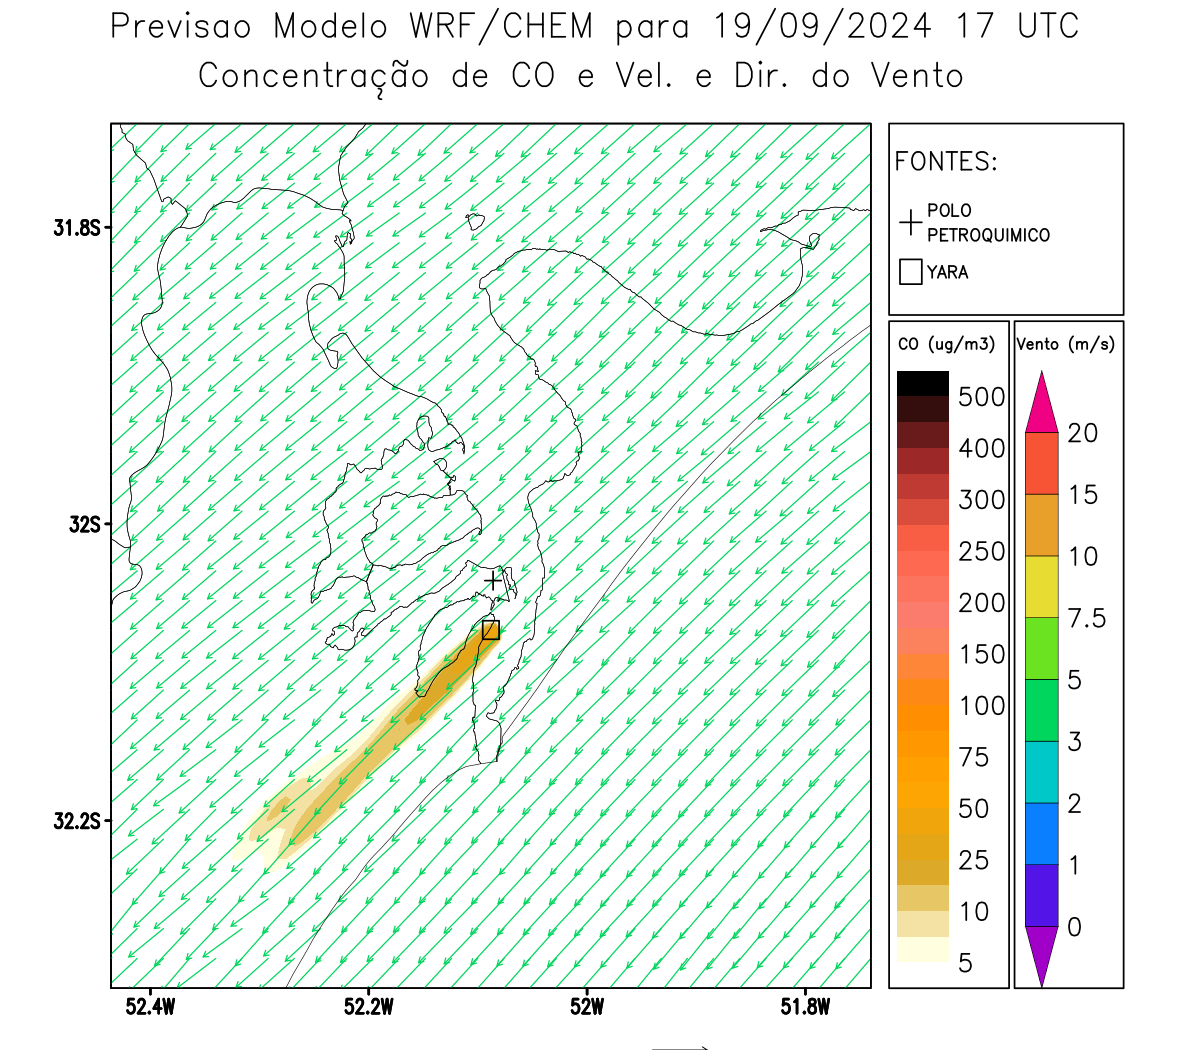 Previsao Modelo WRF/CHEM para 19/09/2024 17 UTC
Concentração de CO e Vel. e Dir. do Vento
FONTES:
POLO
PETROQUIMICO
YARA
CO (ug/m3)
500
400
300
250
200
150
100
75
50
25
10
5
Vento (m/s)
20
15
10
7.5
5
3
2
1
0
31.8S
32S
32.2S
52.4W
52.2W
52W
51.8W